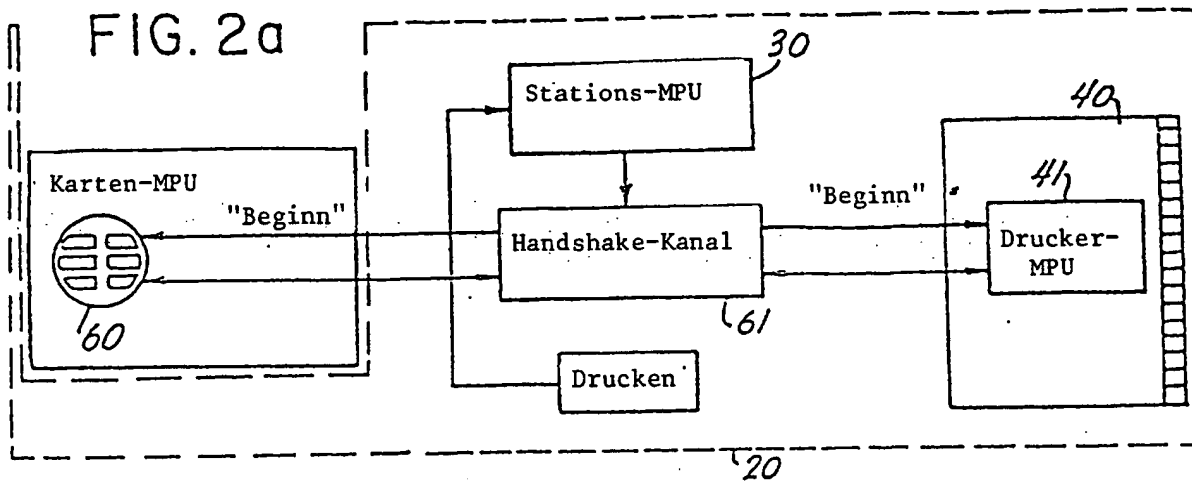 FIG. 2a
30
Stations-MPU
40
Karten-MPU
41
"Beginn"
"Beginn"
Handshake-Kanal
Drucker-
MPU
60
61
Drucken
20